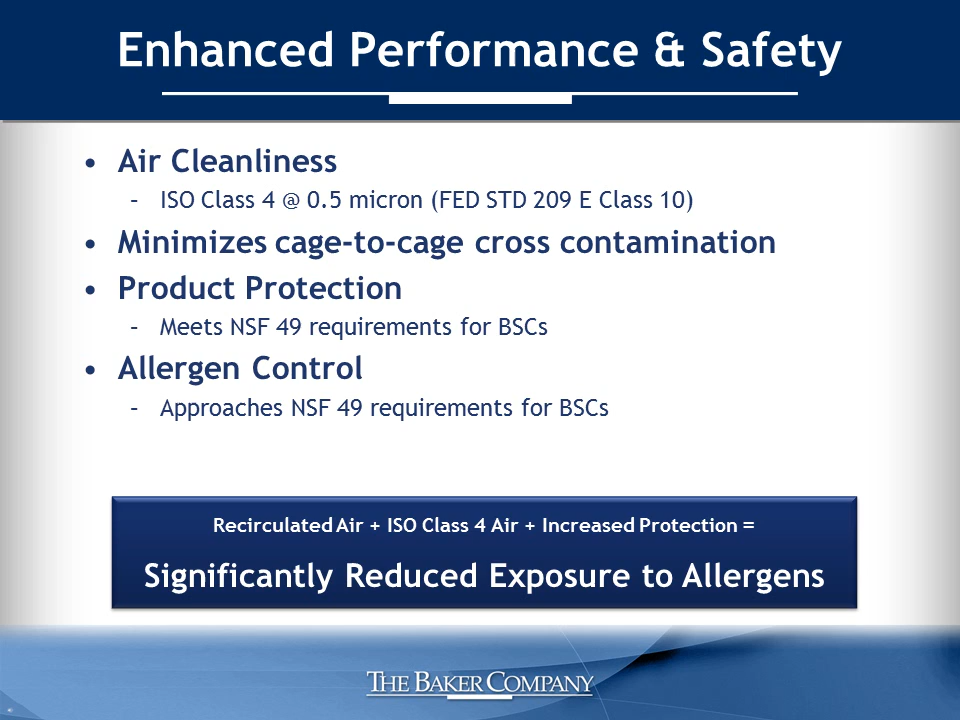 Enhanced Performance & Safety
• Air Cleanliness
– ISO Class 4 @ 0.5 micron (FED STD 209 E Class 10)
• Minimizes cage-to-cage cross contamination
• Product Protection
– Meets NSF 49 requirements for BSCs
• Allergen Control
– Approaches NSF 49 requirements for BSCs
Recirculated Air + ISO Class 4 Air + Increased Protection =
Significantly Reduced Exposure to Allergens
THE BAKER COMPANY